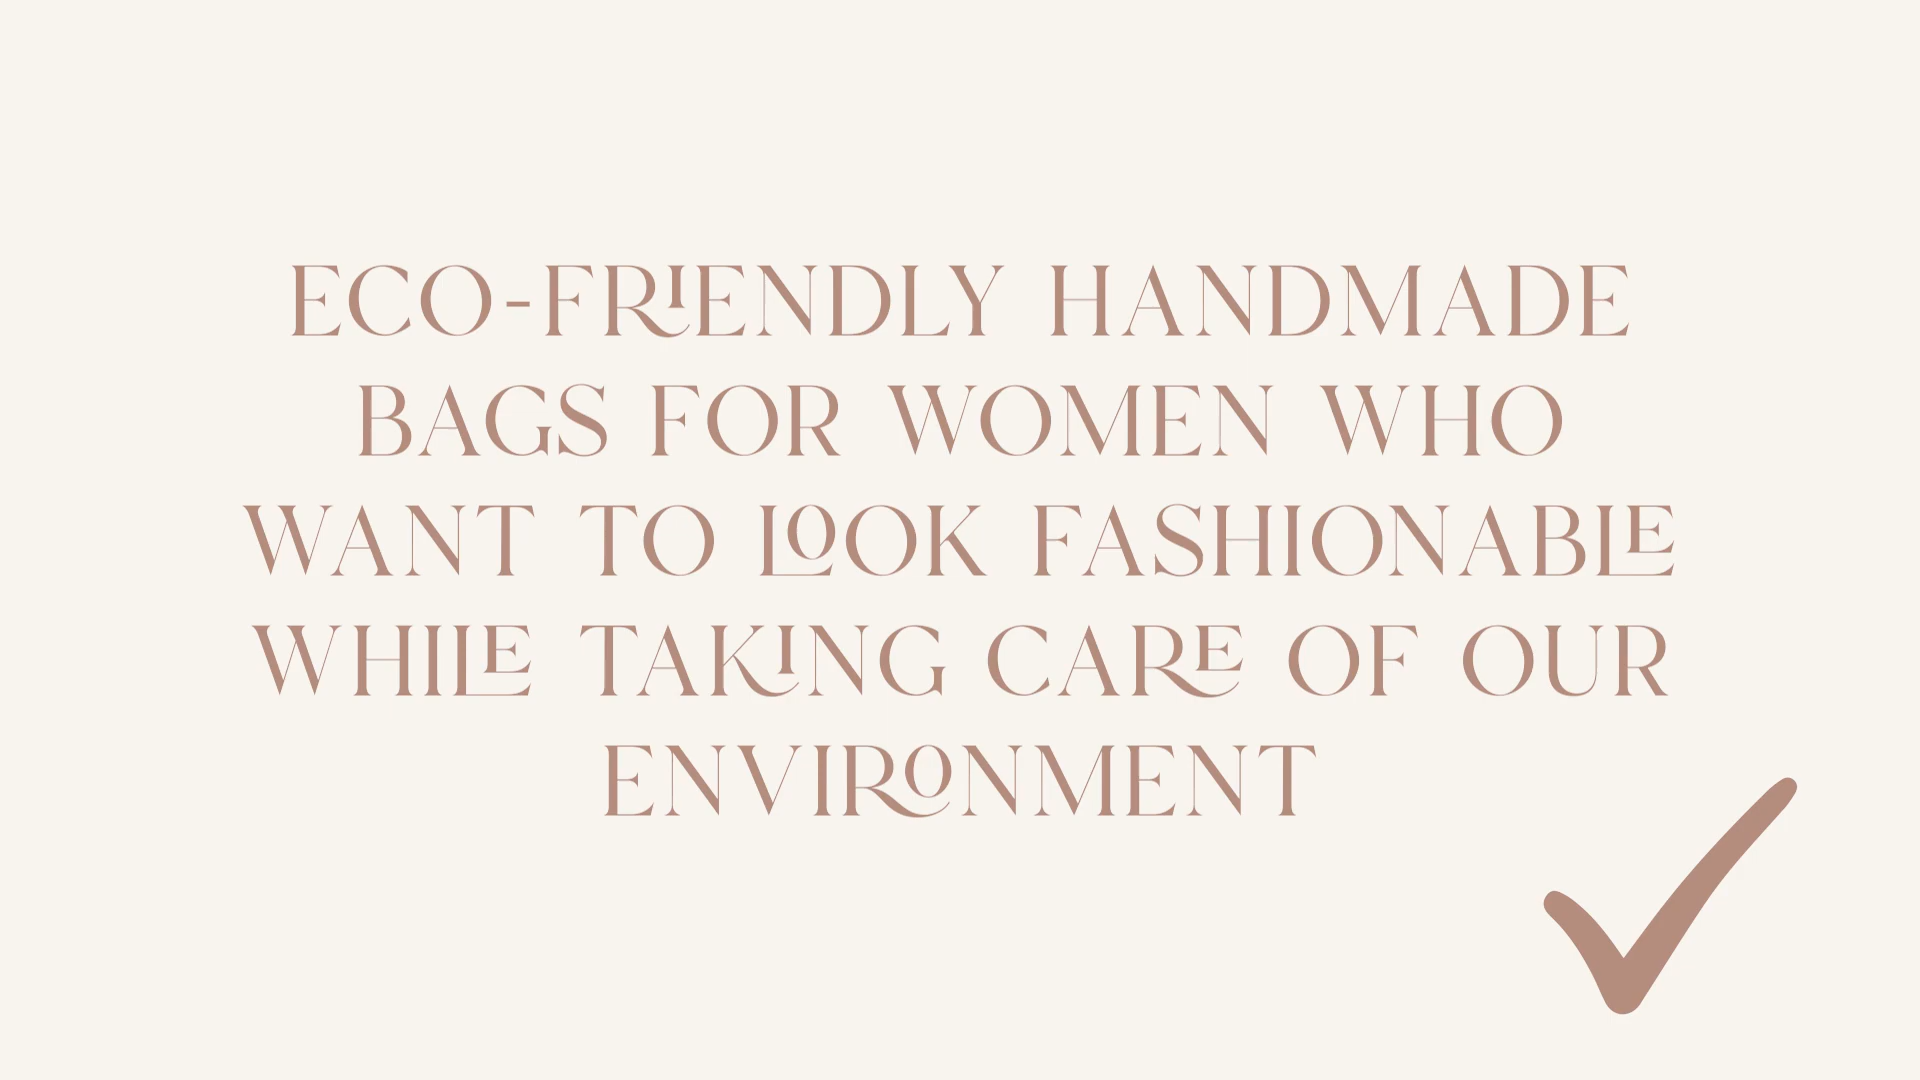 ECO-FRIENDLY HANDMADE
BAGS FOR WOMEN WHO
WANT TO LOOK FASHIONABLE
WHILE TAKING CARE OF OUR
ENVIRONMENT